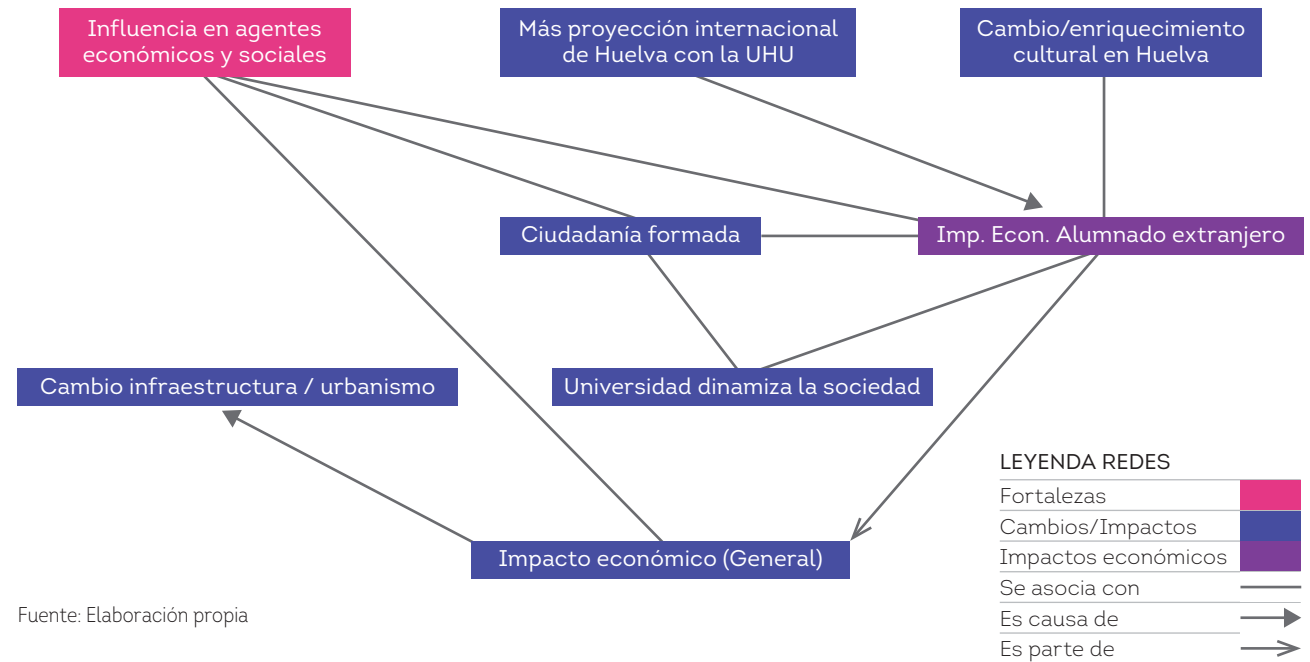 Influencia en agentes
económicos y sociales
Más proyección internacional
de Huelva con la UHU
Cambio/enriquecimiento
cultural en Huelva
Ciudadanía formada
Imp. Econ. Alumnado extranjero
Cambio infraestructura / urbanismo
Universidad dinamiza la sociedad
Impacto económico (General)
LEYENDA REDES
Fortalezas
Cambios/Impactos
Impactos económicos
Se asocia con
Es causa de
Es parte de
Fuente: Elaboración propia